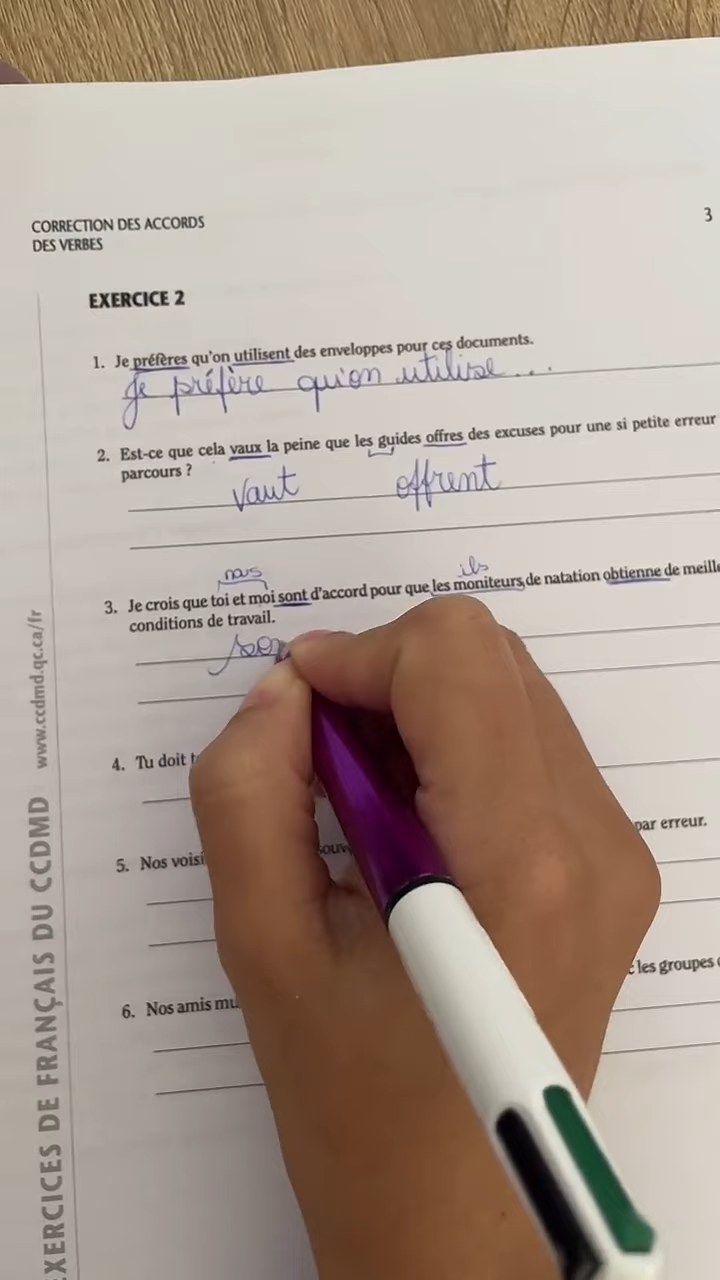 CORRECTION DES ACCORDS
DES VERBES
3
EXERCICE 2
1. Je préfères qu'on utilisent des enveloppes pour ces documents.
Je préfère qu'on utilise...
2. Est-ce que cela vaux la peine que les guides offres des excuses pour une si petite erreur
parcours ?
vaut offrent
nous ils
3. Je crois que toi et moi sont d'accord pour que les moniteurs de natation obtienne de
conditions de travail.
4. Tu doit
5. Nos
par erreur.
les groupes
6. Nos amis
EXERCICES DE FRANÇAIS DU CCDMD www.ccdmd.qc.ca/fr